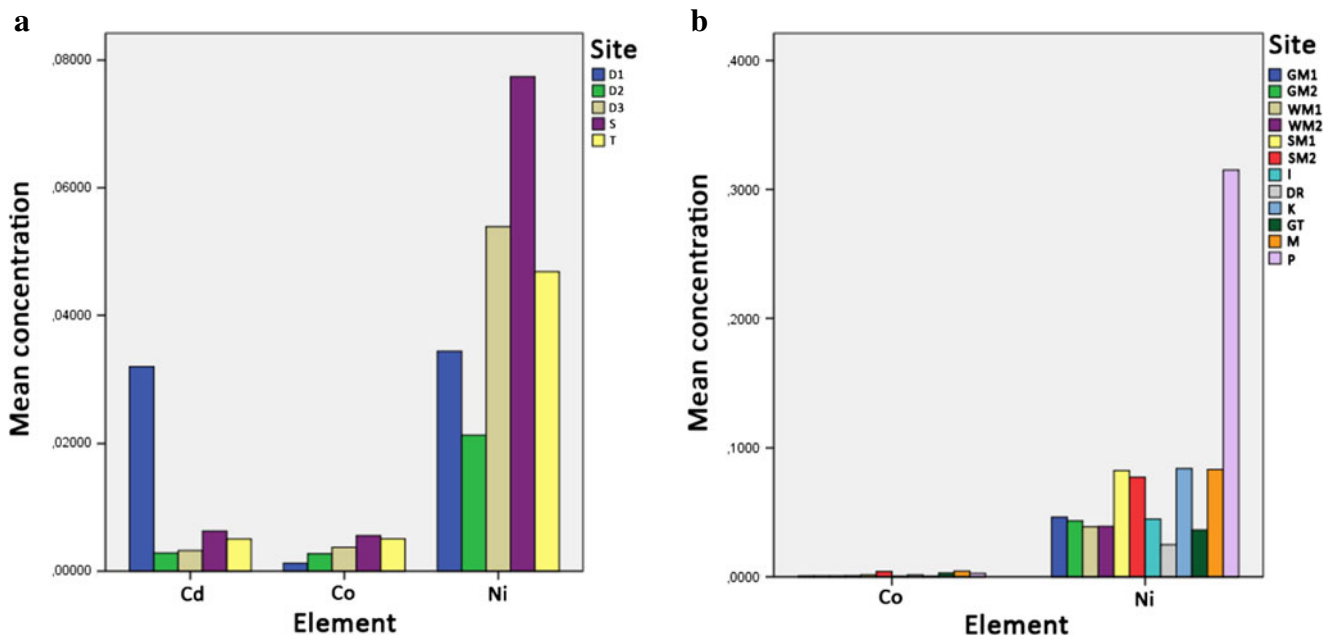 a
Mean concentration
,08000
,06000
,04000
,02000
,00000
Cd
Co
Ni
Element
Site
D1
D2
D3
S
T
b
Mean concentration
,4000
,3000
,2000
,1000
,0000
Co
Ni
Element
Site
GM1
GM2
WM1
WM2
SM1
SM2
I
DR
K
GT
M
P